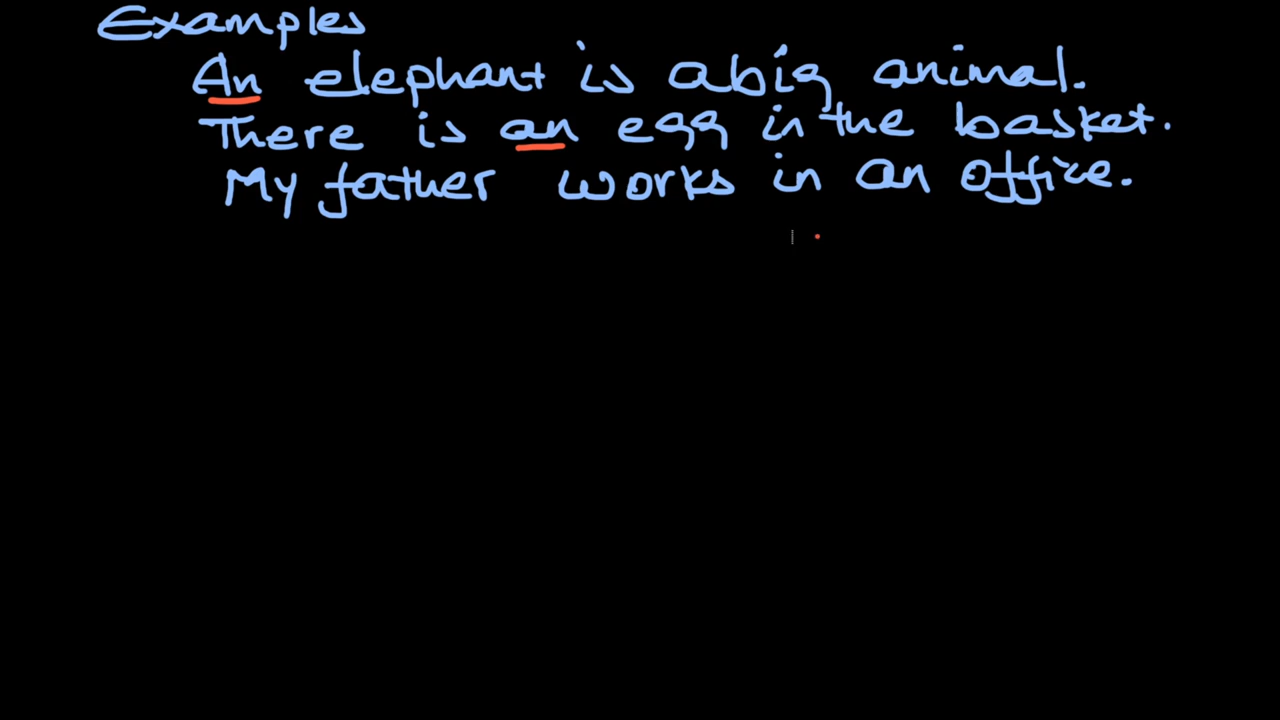 Examples
An elephant is a big animal.
There is an egg in the basket.
My father works in an office.